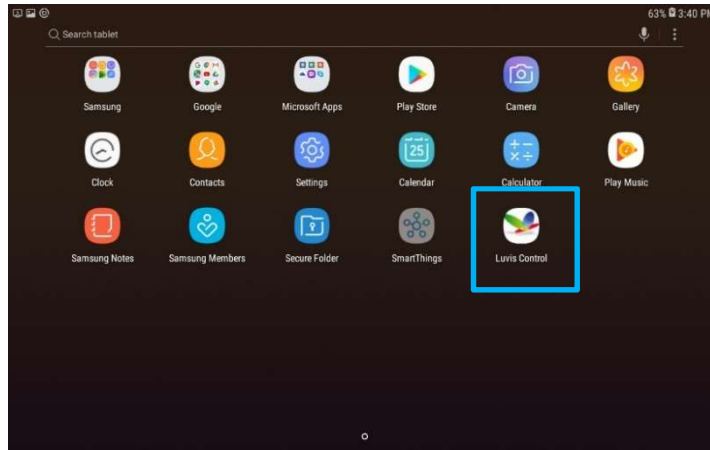 63% 3:40 PM
Search tablet
Samsung Google Microsoft Apps Play Store Camera Gallery
25
Clock Contacts Settings Calendar Calculator Play Music
Samsung Notes Samsung Members Secure Folder SmartThings Luvis Control